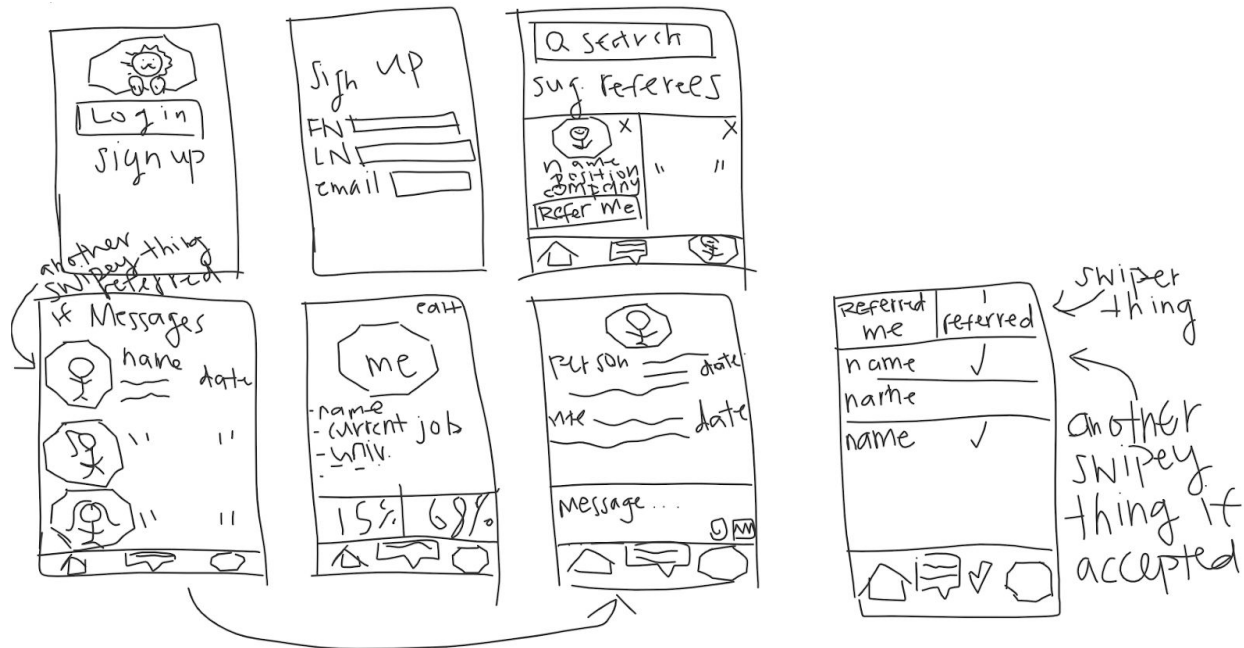 Log in
sign up
Sign up
FN
LN
email
Q search
sug. referees
X
X
name
position
company
" "
Refer Me
another
swipey thing
if referred
Messages
name
date
" "
" "
edit
me
- name
- current job
- univ.
15% 68%
person
date
me
date
Message...
Referred
me
I
referred
name ✓
name
name ✓
swiper
thing
another
swipey
thing if
accepted